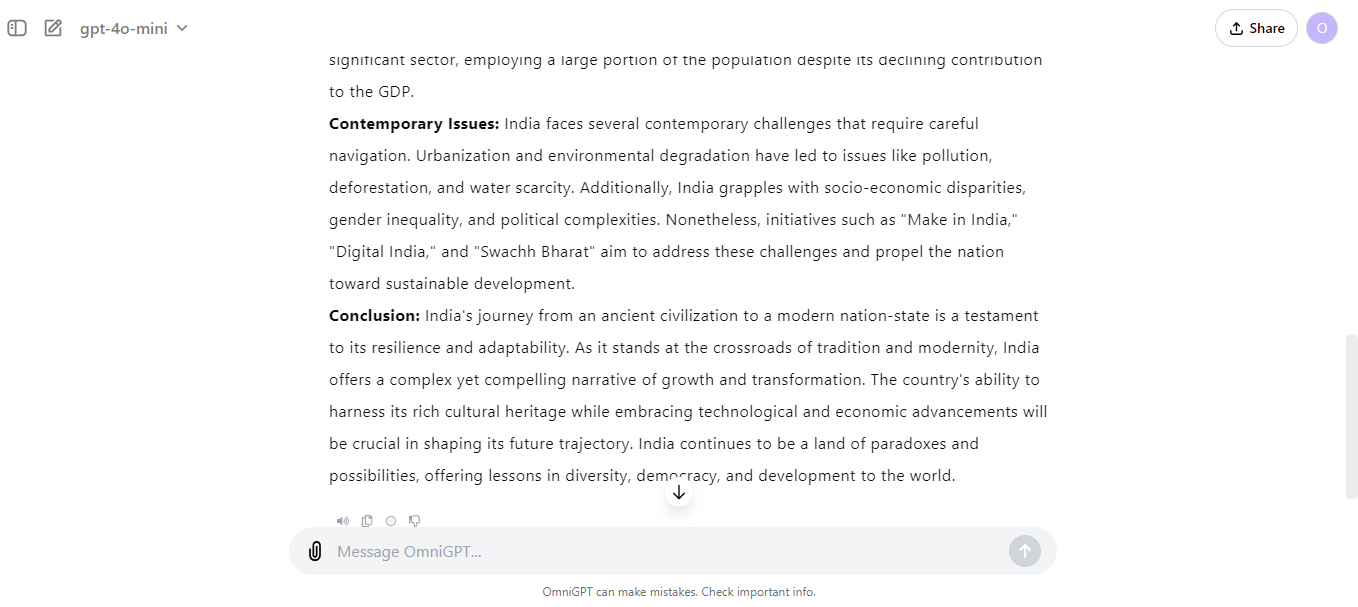 gpt-4o-mini
Share
O
significant sector, employing a large portion of the population despite its declining contribution
to the GDP.
Contemporary Issues: India faces several contemporary challenges that require careful
navigation. Urbanization and environmental degradation have led to issues like pollution,
deforestation, and water scarcity. Additionally, India grapples with socio-economic disparities,
gender inequality, and political complexities. Nonetheless, initiatives such as "Make in India,"
"Digital India," and "Swachh Bharat" aim to address these challenges and propel the nation
toward sustainable development.
Conclusion: India's journey from an ancient civilization to a modern nation-state is a testament
to its resilience and adaptability. As it stands at the crossroads of tradition and modernity, India
offers a complex yet compelling narrative of growth and transformation. The country's ability to
harness its rich cultural heritage while embracing technological and economic advancements will
be crucial in shaping its future trajectory. India continues to be a land of paradoxes and
possibilities, offering lessons in diversity, democracy, and development to the world.
Message OmniGPT...
OmniGPT can make mistakes. Check important info.